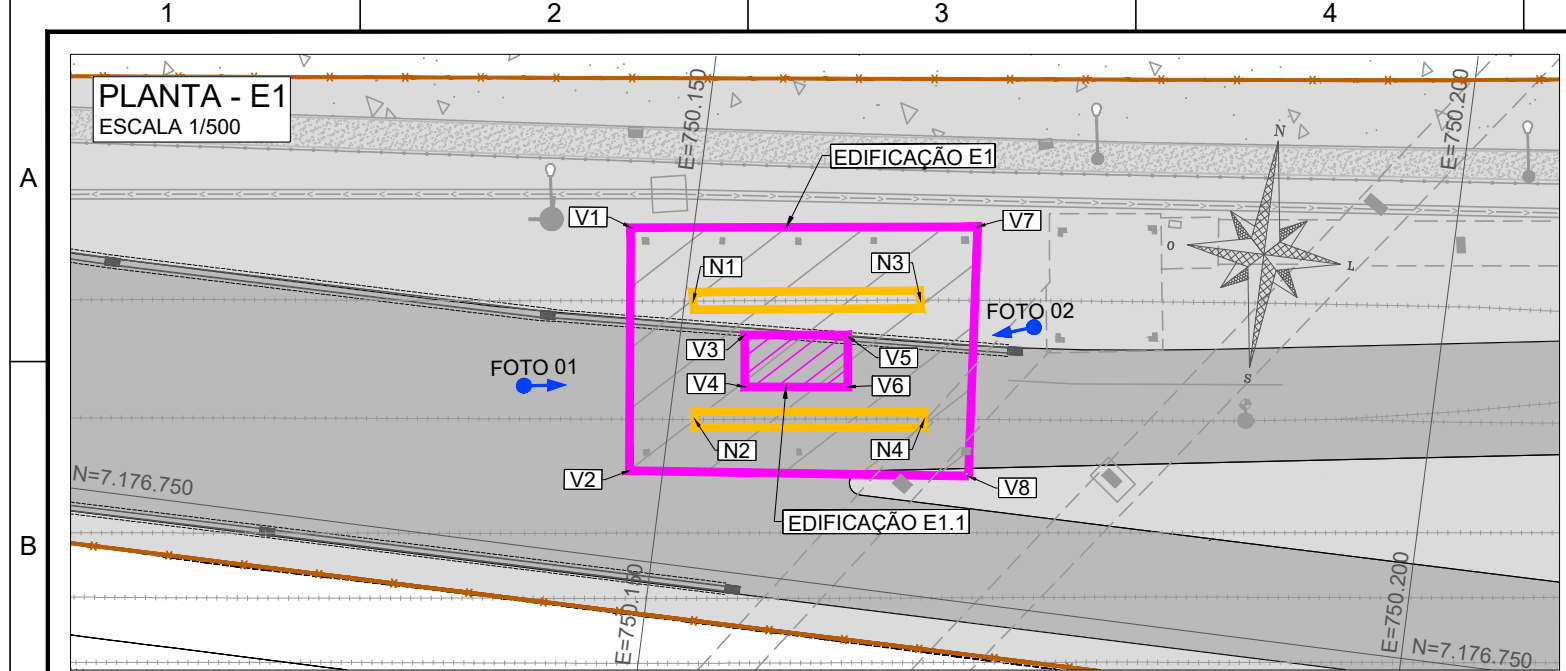 1 2 3 4
A
B
PLANTA - E1
ESCALA 1/500
E=750.150
E=750.200
EDIFICAÇÃO E1
N
O
L
S
V1
V7
N1
N3
FOTO 02
V3
V5
FOTO 01
V4
V6
N2
N4
V2
V8
N=7.176.750
EDIFICAÇÃO E1.1
E=750.150
E=750.200
N=7.176.750